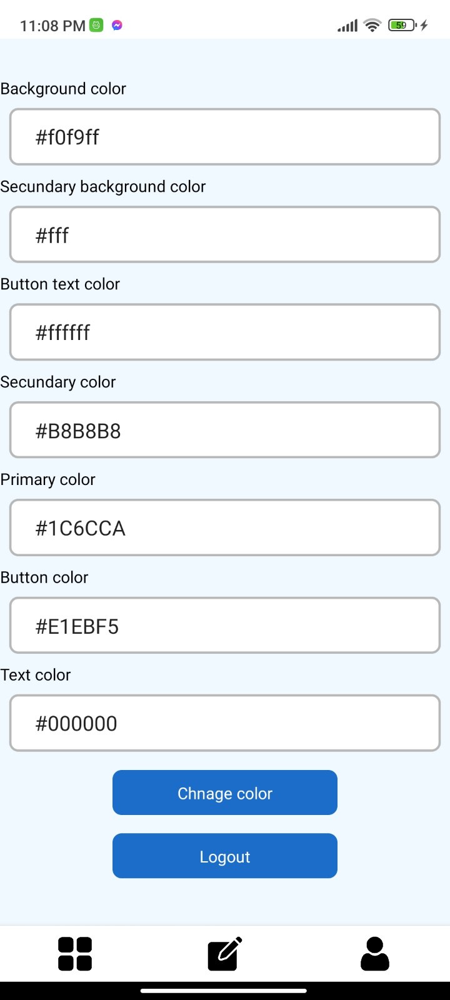 11:08 PM 59
Background color
#f0f9ff
Secundary background color
#fff
Button text color
#ffffff
Secundary color
#B8B8B8
Primary color
#1C6CCA
Button color
#E1EBF5
Text color
#000000
Chnage color
Logout